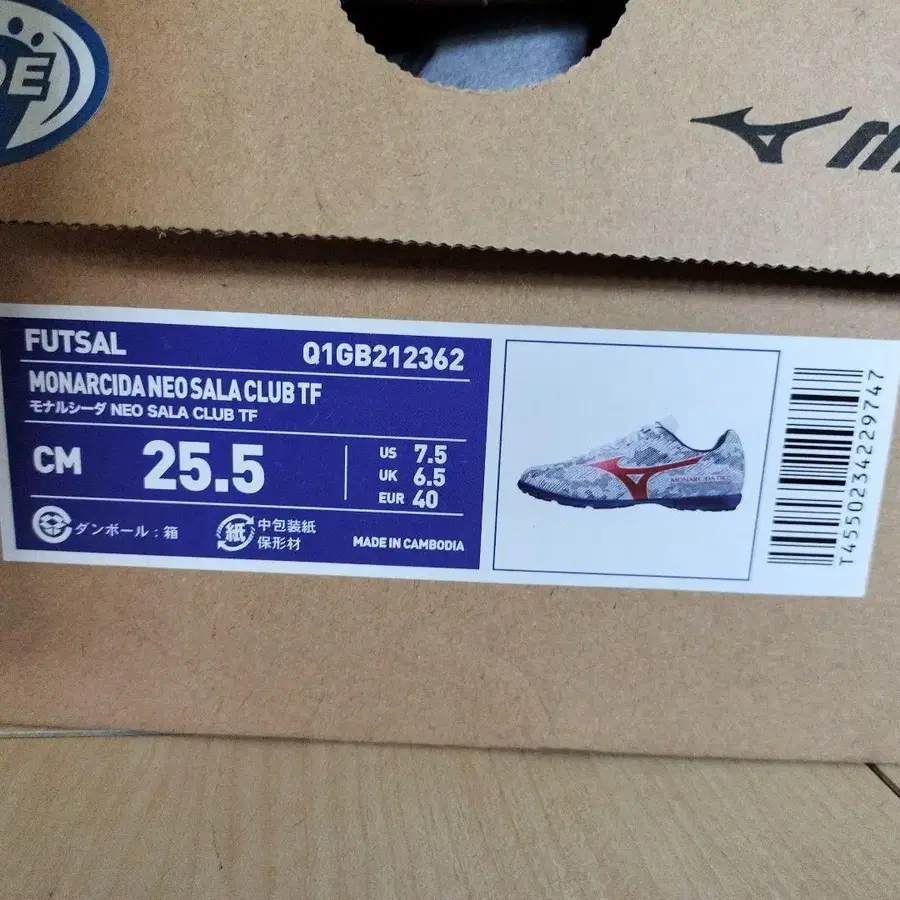 DE
FUTSAL
Q1GB212362
MONARCIDA NEO SALA CLUB TF
モナルシーダ NEO SALA CLUB TF
CM 25.5
US 7.5
UK 6.5
EUR 40
ダンボール：箱
紙 中包装紙
保形材
MADE IN CAMBODIA
T4550234229747